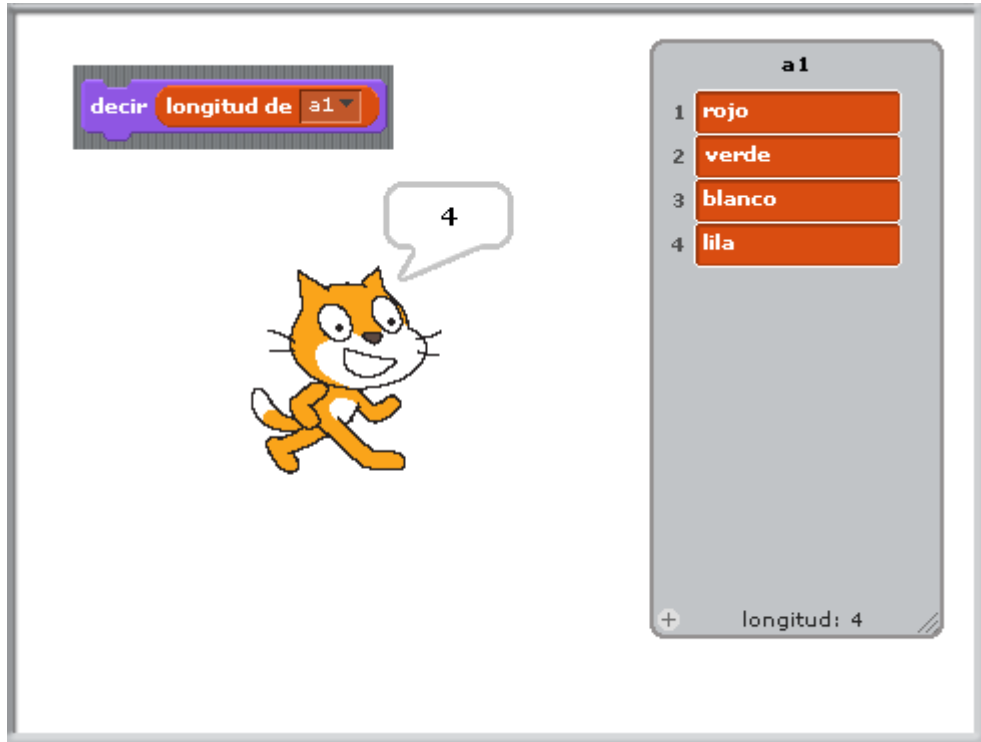 decir longitud de a1
4
a1
1 rojo
2 verde
3 blanco
4 lila
+ longitud: 4